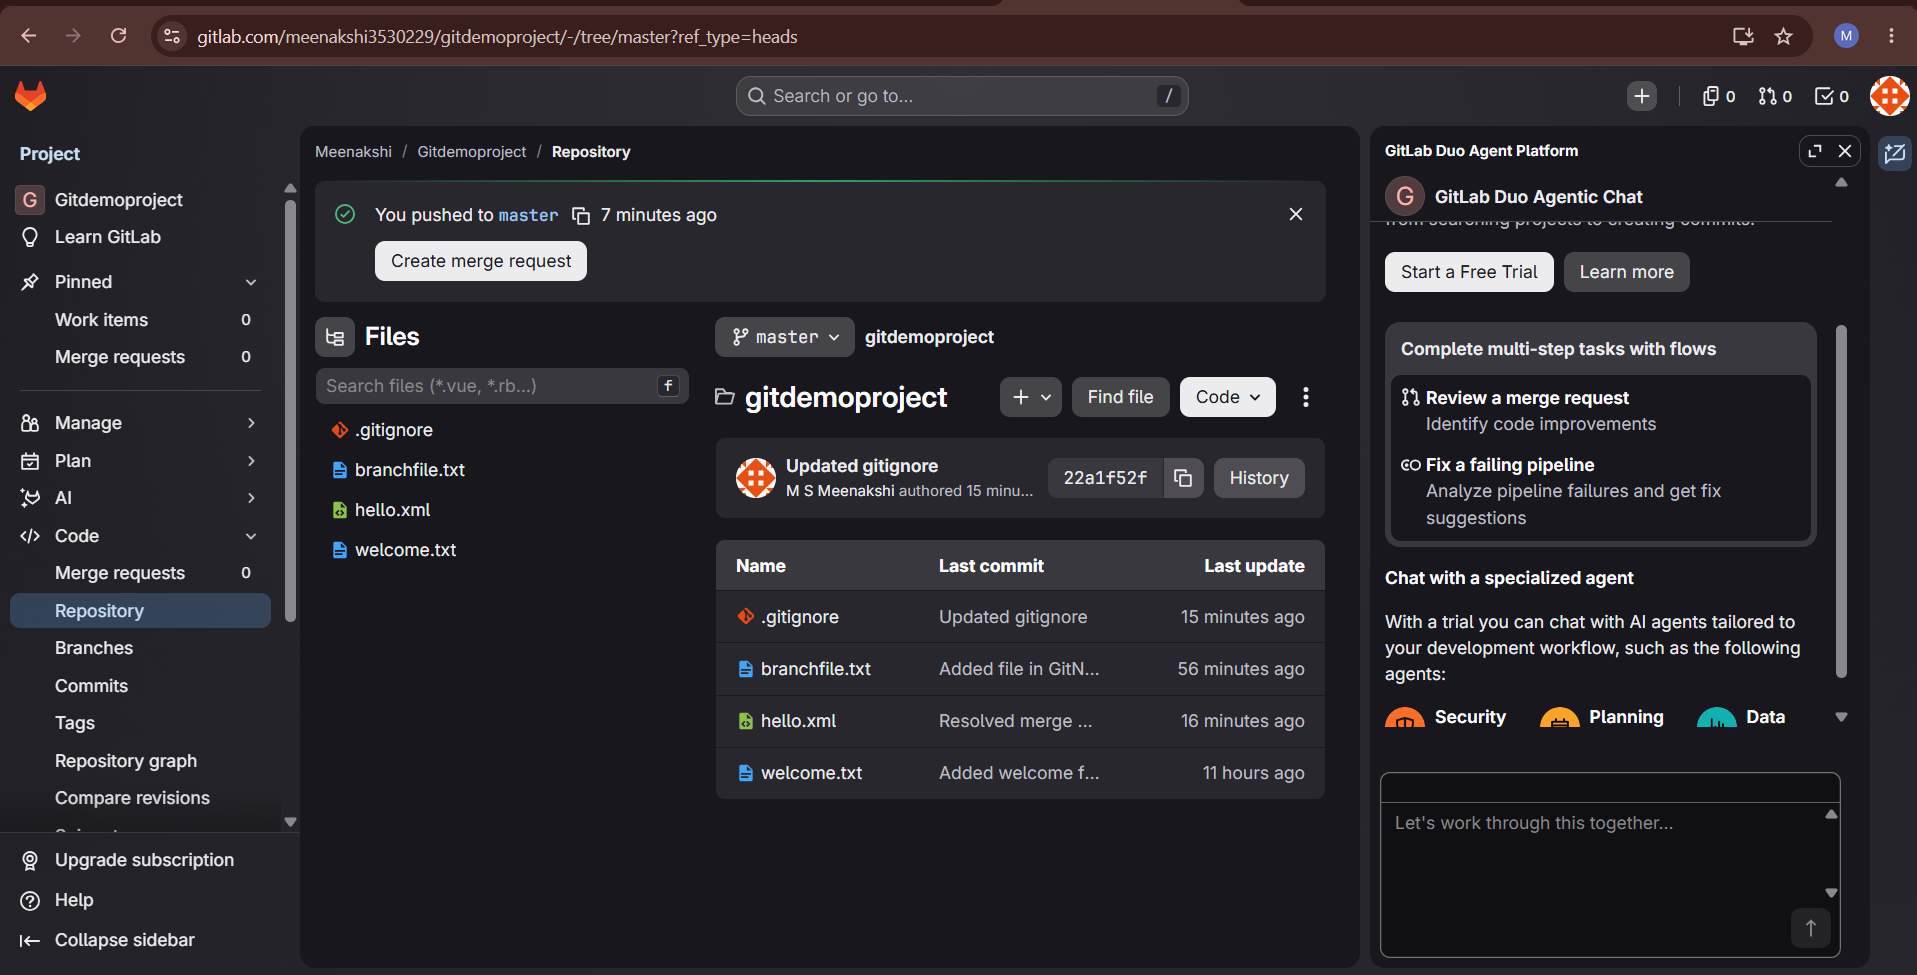 gitlab.com/meenakshi3530229/gitdemoproject/-/tree/master?ref_type=heads
M
Search or go to...
/
0
0
0
Project
G
Gitdemoproject
Learn GitLab
Pinned
Work items 0
Merge requests 0
Manage
Plan
AI
Code
Merge requests 0
Repository
Branches
Commits
Tags
Repository graph
Compare revisions
Upgrade subscription
Help
Collapse sidebar
Meenakshi / Gitdemoproject / Repository
You pushed to master 7 minutes ago
Create merge request
Files
Search files (*.vue, *.rb...)
f
.gitignore
branchfile.txt
hello.xml
welcome.txt
master
gitdemoproject
gitdemoproject
+
Find file
Code
Updated gitignore
M S Meenakshi authored 15 minu...
22a1f52f
History
Name Last commit Last update
.gitignore Updated gitignore 15 minutes ago
branchfile.txt Added file in GitN... 56 minutes ago
hello.xml Resolved merge ... 16 minutes ago
welcome.txt Added welcome f... 11 hours ago
GitLab Duo Agent Platform
G
GitLab Duo Agentic Chat
from searching projects to creating commits.
Start a Free Trial
Learn more
Complete multi-step tasks with flows
Review a merge request
Identify code improvements
Fix a failing pipeline
Analyze pipeline failures and get fix
suggestions
Chat with a specialized agent
With a trial you can chat with AI agents tailored to
your development workflow, such as the following
agents:
Security
Planning
Data
Let's work through this together...